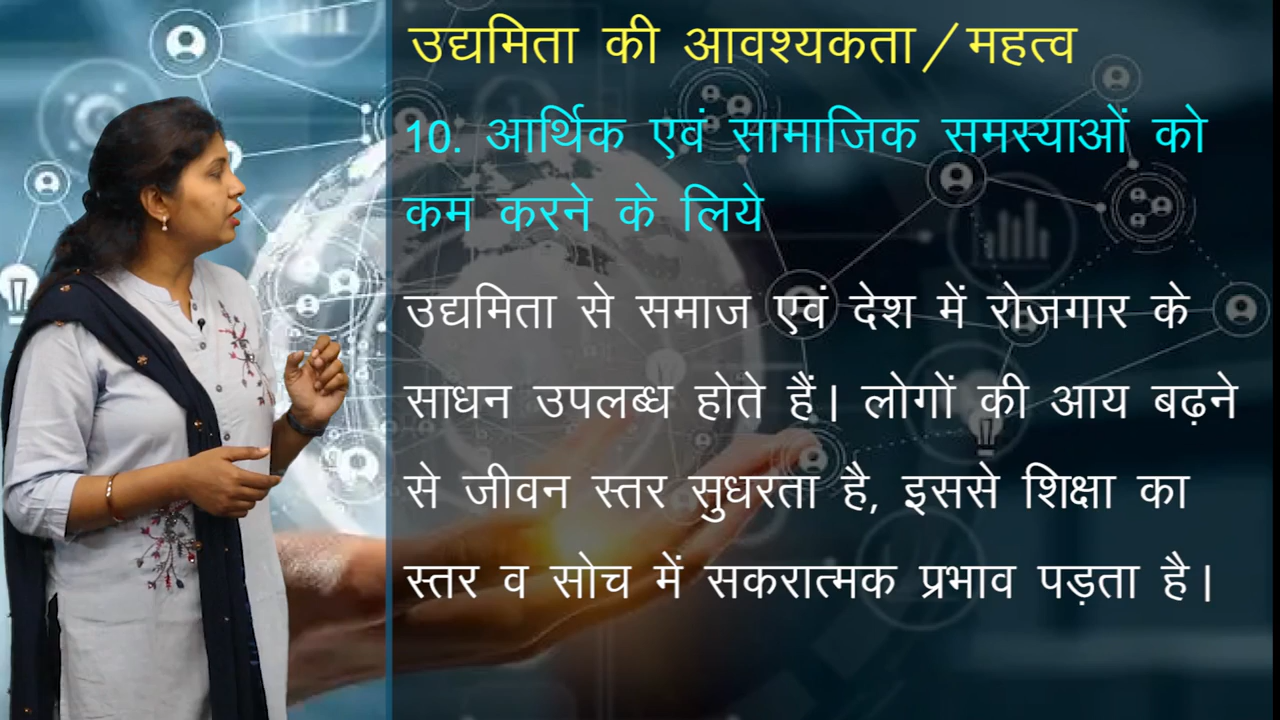 उद्यमिता की आवश्यकता/महत्व
10. आर्थिक एवं सामाजिक समस्याओं को
कम करने के लिये
उद्यमिता से समाज एवं देश में रोजगार के
साधन उपलब्ध होते हैं। लोगों की आय बढ़ने
से जीवन स्तर सुधरता है, इससे शिक्षा का
स्तर व सोच में सकारात्मक प्रभाव पड़ता है।